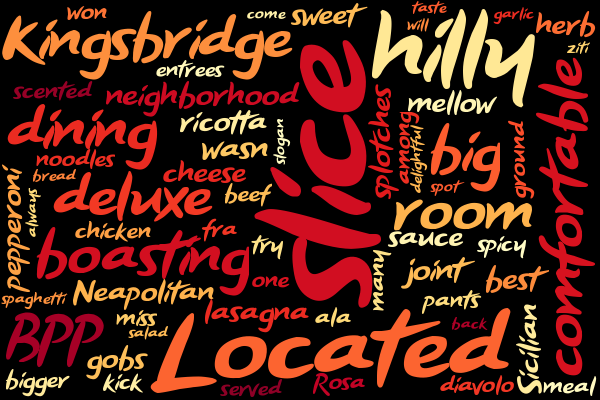 won
come
sweet
taste
will
garlic
herb
ziti
Kingsbridge
entrees
hilly
scented
neighborhood
mellow
slice
comfortable
dining
ricotta
slogan
splotches
among
delightful
big
ground
noodles
wasn
cheese
bread
spot
pepperoni
always
deluxe
beef
room
chicken
fra
try
sauce
spicy
boasting
one
many
joint
best
spaghetti
Neapolitan
lasagna
ala
pants
BPP
miss
salad
Located
back
Sicilian
gobs
bigger
kick
served
Rosa
diavolo
meal